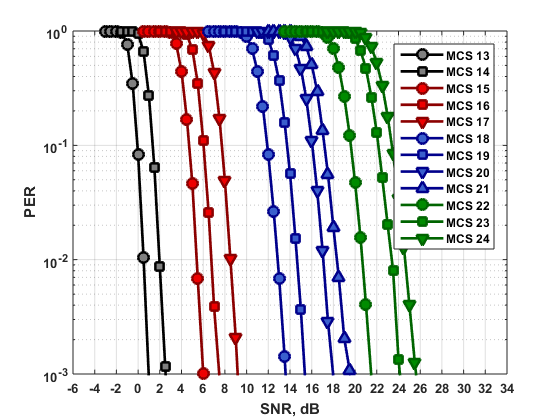 10^0
10^-1
10^-2
10^-3
PER
MCS 13
MCS 14
MCS 15
MCS 16
MCS 17
MCS 18
MCS 19
MCS 20
MCS 21
MCS 22
MCS 23
MCS 24
-6 -4 -2 0 2 4 6 8 10 12 14 16 18 20 22 24 26 28 30 32 34
SNR, dB